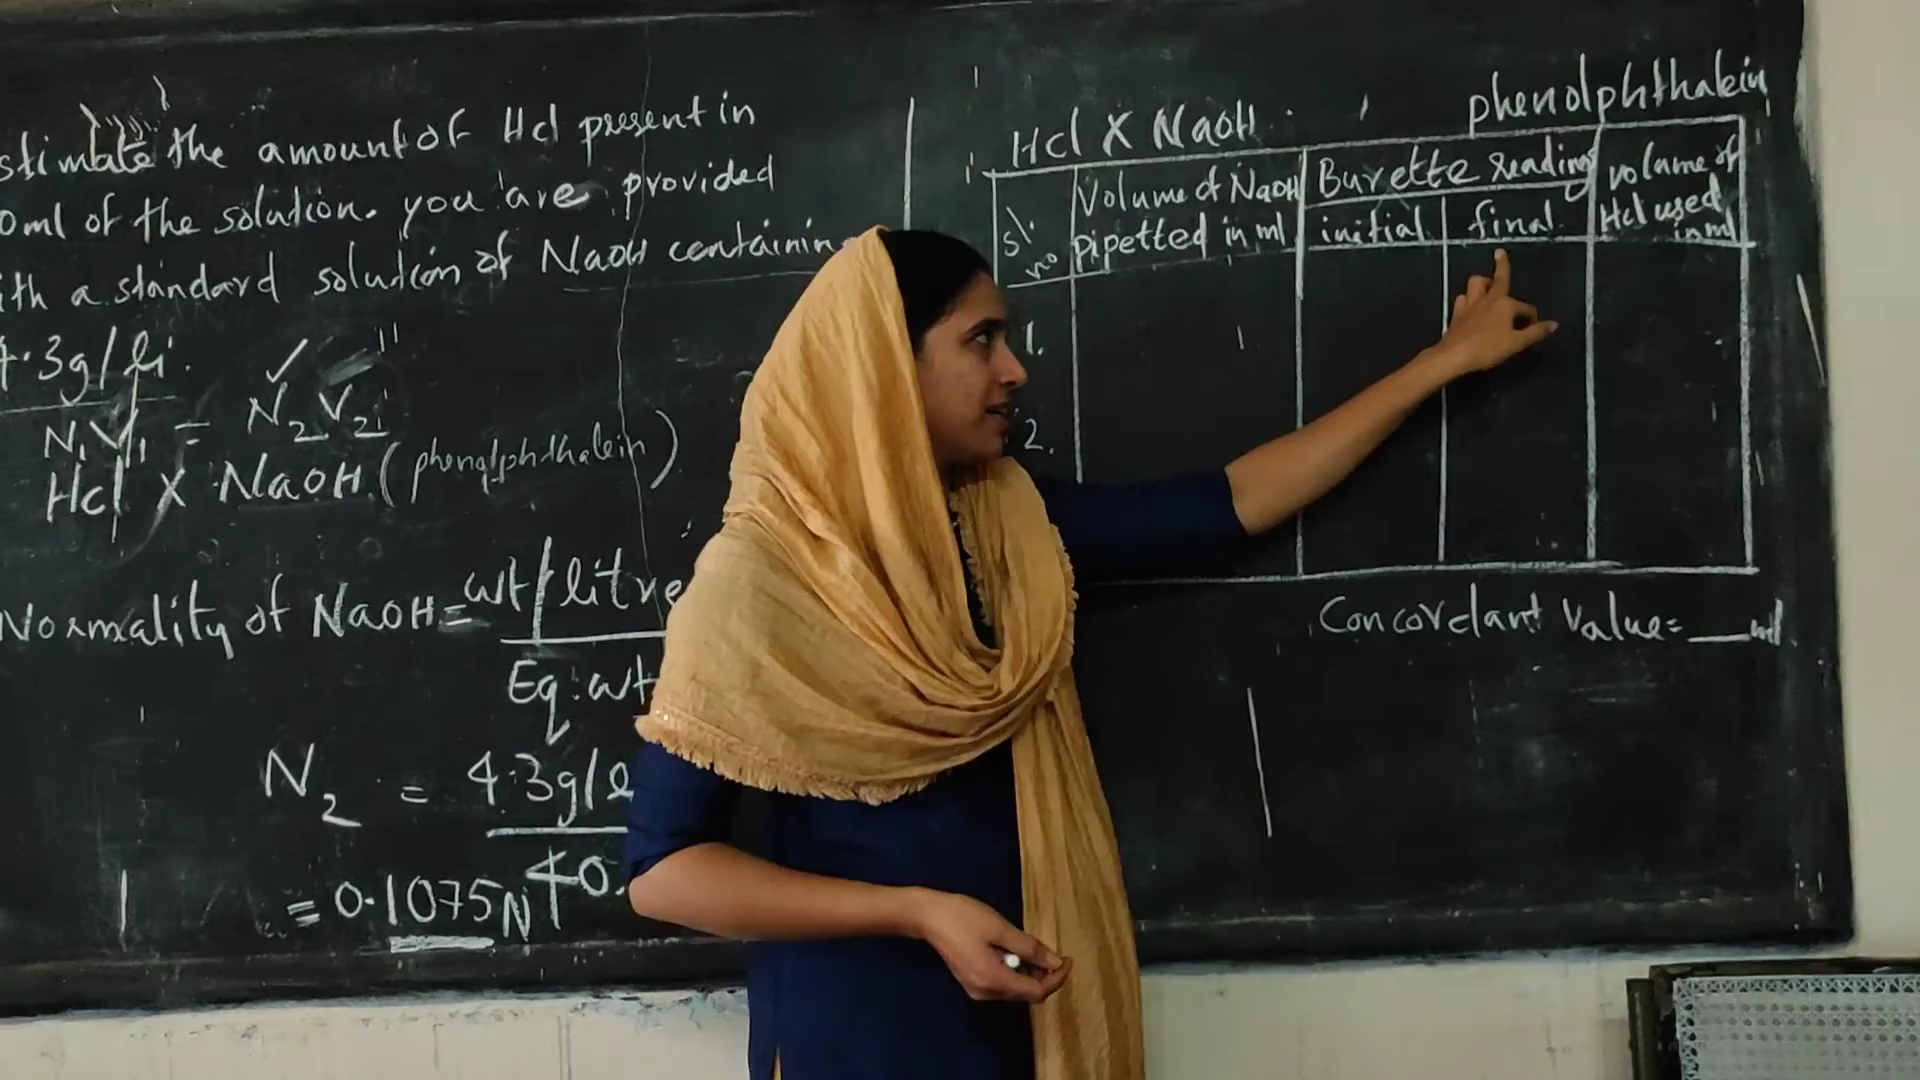 stimate the amount of Hcl present in
0ml of the solution. you are provided
ith a standard solution of NaoH containing
4.3g/li.
N1V1 = N2V2
Hcl X NaOH (phenolphthalein)
Normality of NaOH = wt/litre
Eq.wt
N2 = 4.3g/l
40.
= 0.1075N
Hcl X NaoH
phenolphthalein
Sl. no
Volume of NaoH pipetted in ml
Burette reading
initial
final
volume of Hcl used in ml
1.
2.
Concordant Value = ___ ml.